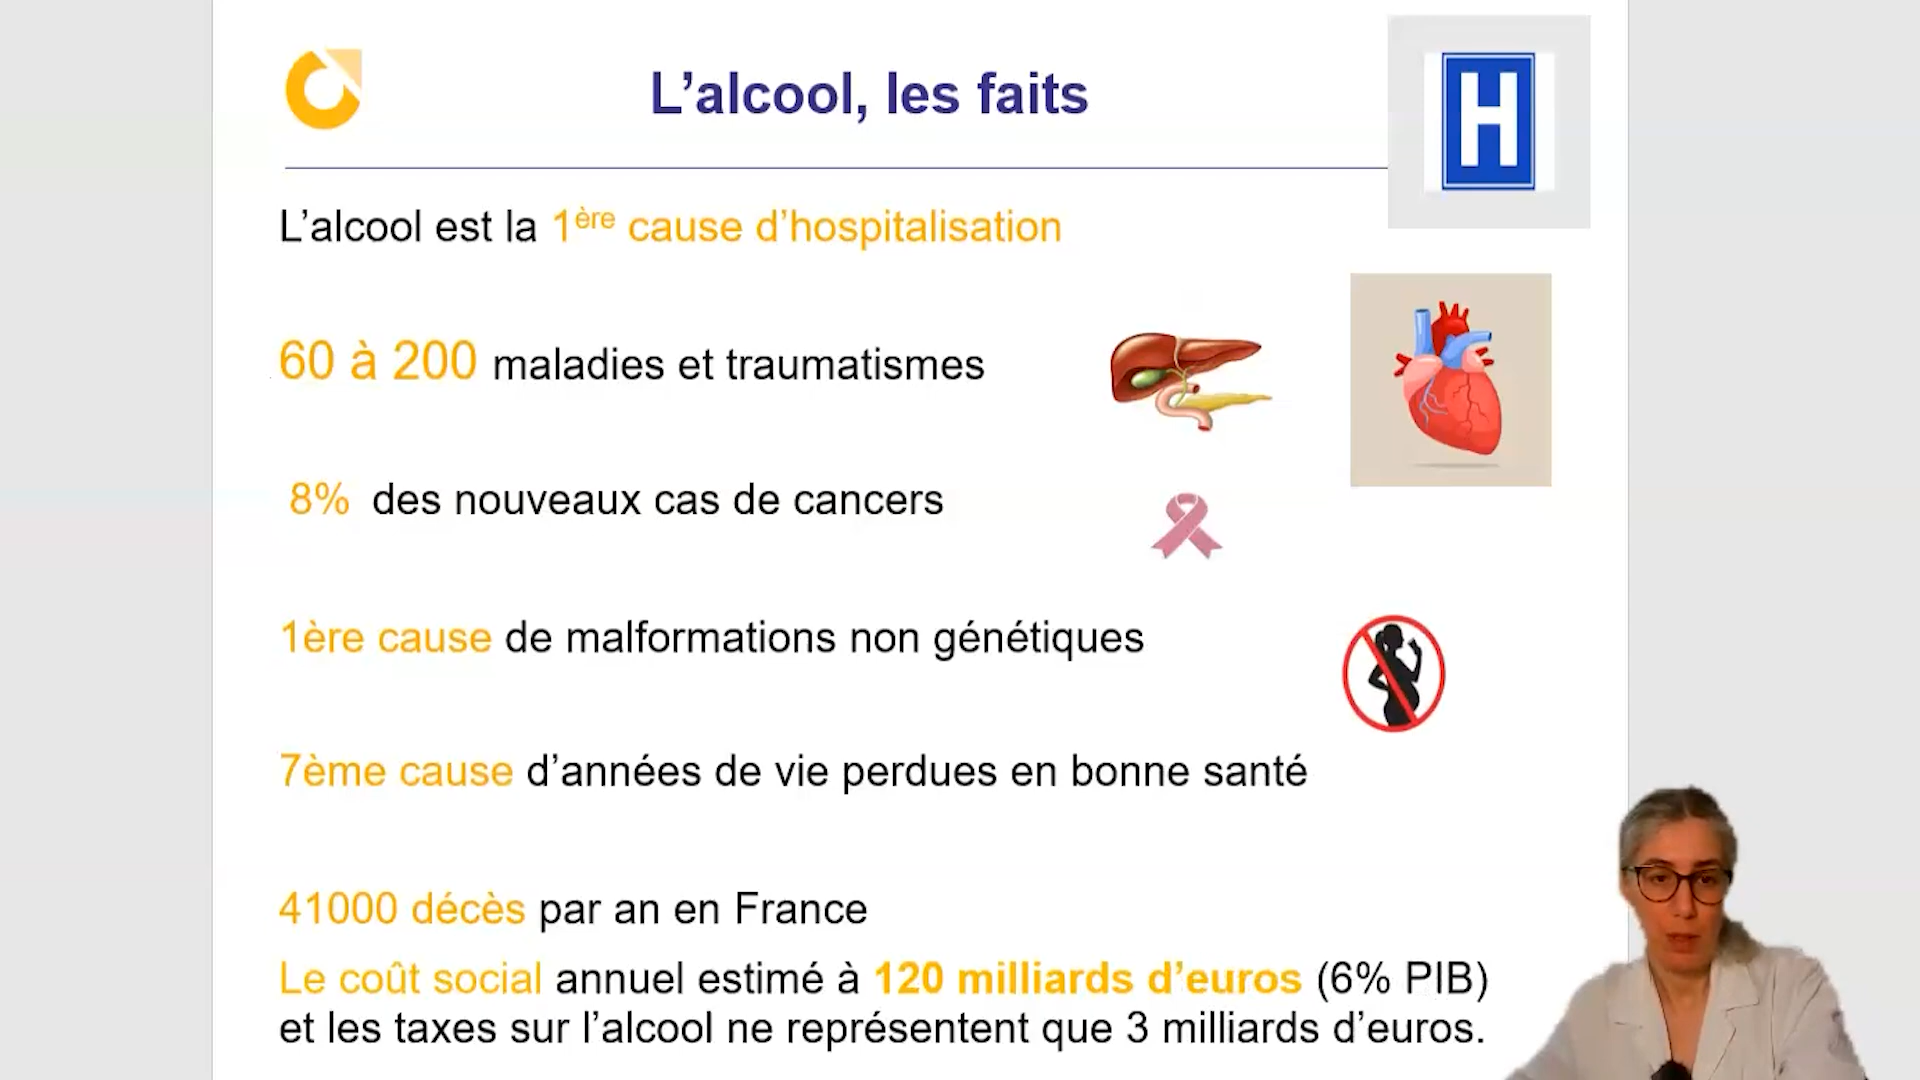 L’alcool, les faits
H
L’alcool est la 1ère cause d’hospitalisation
60 à 200 maladies et traumatismes
8% des nouveaux cas de cancers
1ère cause de malformations non génétiques
7ème cause d’années de vie perdues en bonne santé
41000 décès par an en France
Le coût social annuel estimé à 120 milliards d’euros (6% PIB)
et les taxes sur l’alcool ne représentent que 3 milliards d’euros.